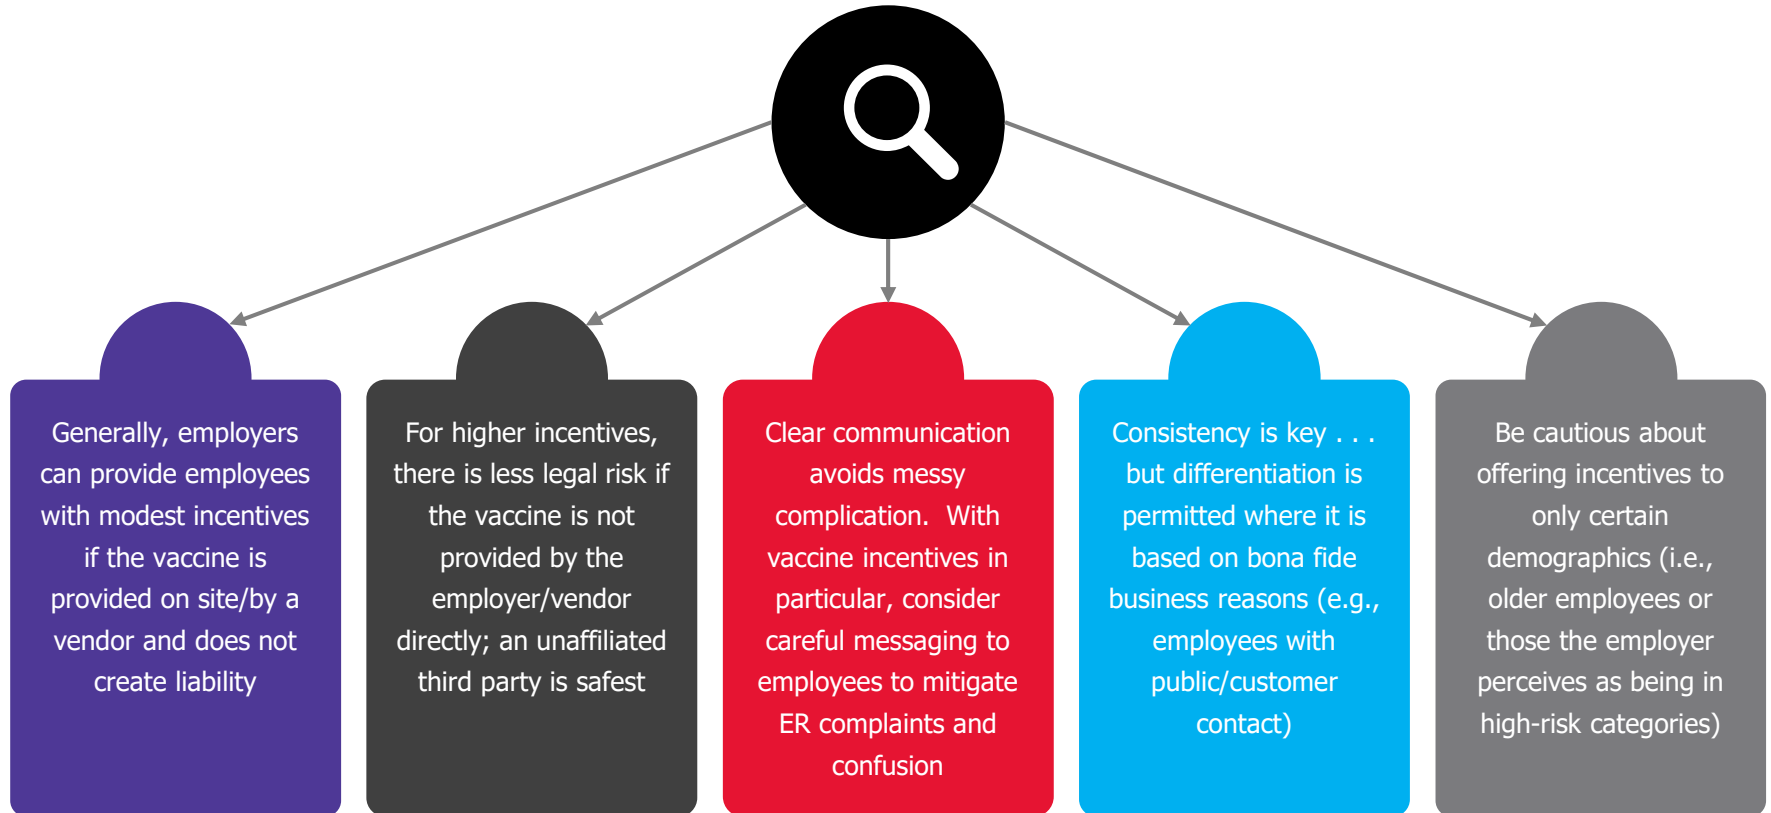 Generally, employers
can provide employees
with modest incentives
if the vaccine is
provided on site/by a
vendor and does not
create liability
For higher incentives,
there is less legal risk if
the vaccine is not
provided by the
employer/vendor
directly; an unaffiliated
third party is safest
Clear communication
avoids messy
complication.  With
vaccine incentives in
particular, consider
careful messaging to
employees to mitigate
ER complaints and
confusion
Consistency is key . . .
but differentiation is
permitted where it is
based on bona fide
business reasons (e.g.,
employees with
public/customer
contact)
Be cautious about
offering incentives to
only certain
demographics (i.e.,
older employees or
those the employer
perceives as being in
high-risk categories)